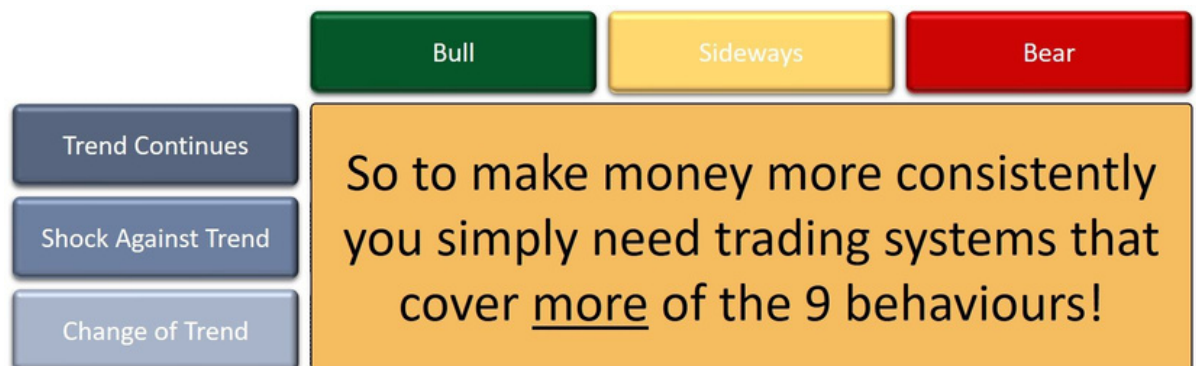 Bull Sideways Bear
Trend Continues
Shock Against Trend
Change of Trend
So to make money more consistently
you simply need trading systems that
cover more of the 9 behaviours!